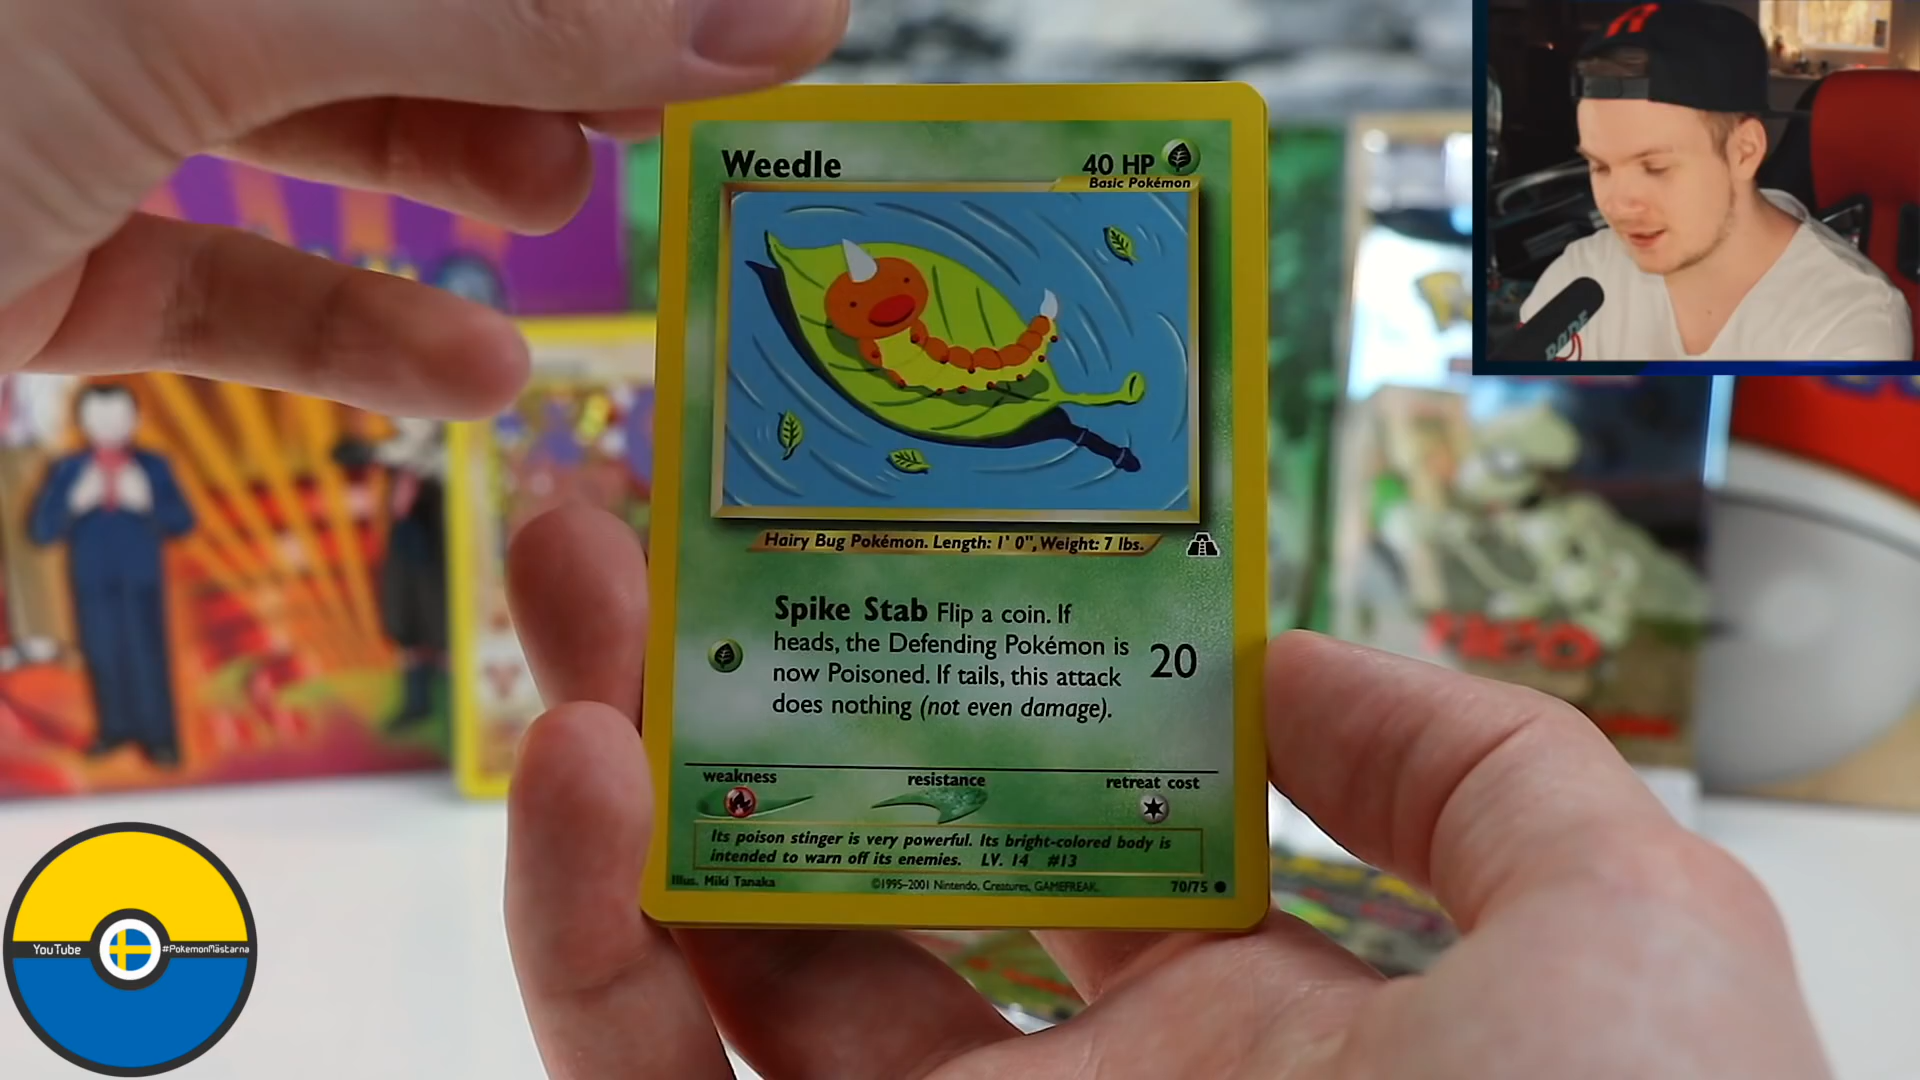 Weedle
40 HP
Basic Pokémon
Hairy Bug Pokémon. Length: 1' 0", Weight: 7 lbs.
Spike Stab Flip a coin. If
heads, the Defending Pokémon is
now Poisoned. If tails, this attack
does nothing (not even damage).
20
weakness
resistance
retreat cost
Its poison stinger is very powerful. Its bright-colored body is
intended to warn off its enemies. LV. 14 #13
Illus. Miki Tanaka
©1995-2001 Nintendo, Creatures, GAMEFREAK.
70/75
RODE
YouTube
#PokemonMästarna